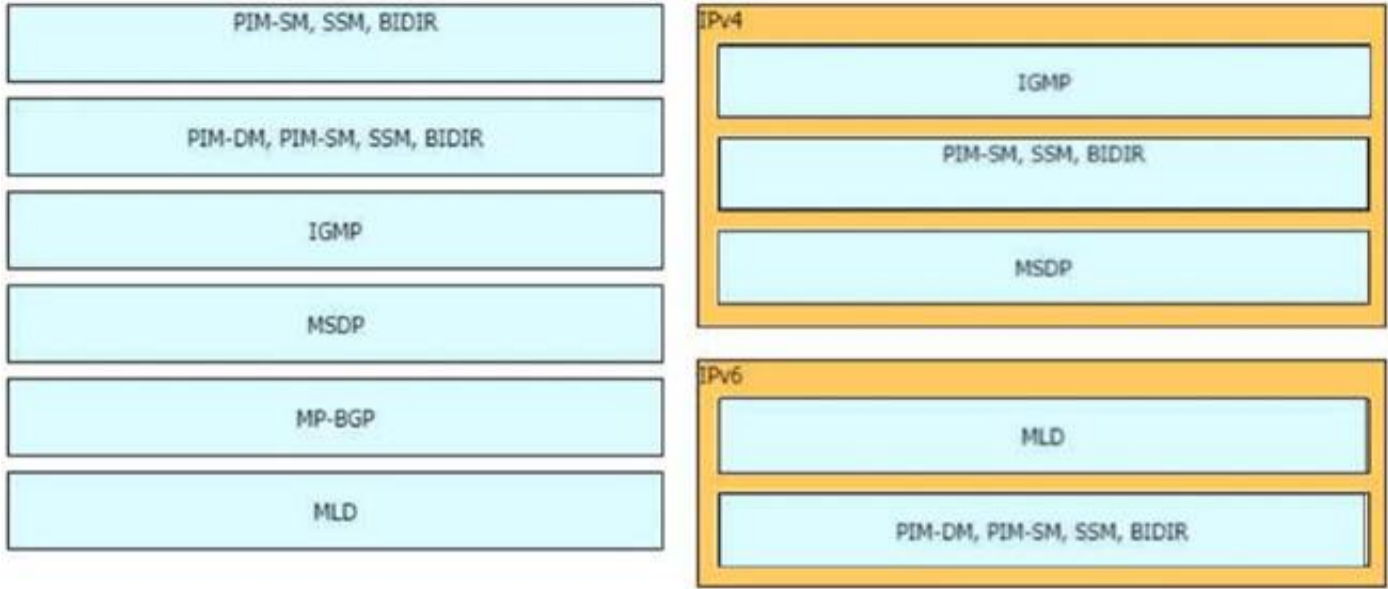 PIM-SM, SSM, BIDIR
PIM-DM, PIM-SM, SSM, BIDIR
IGMP
MSDP
MP-BGP
MLD
IPv4
IGMP
PIM-SM, SSM, BIDIR
MSDP
IPv6
MLD
PIM-DM, PIM-SM, SSM, BIDIR